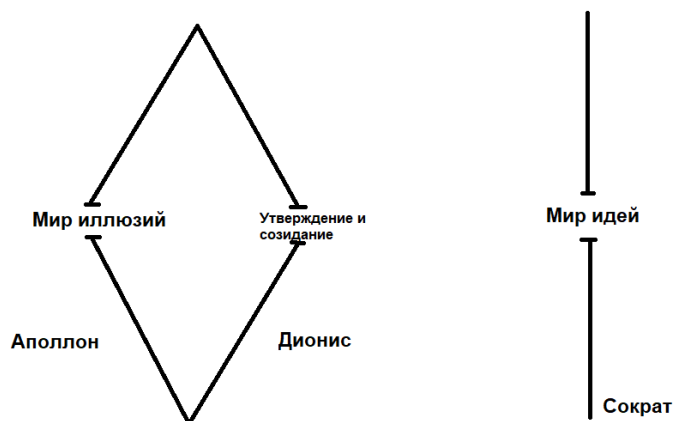 Мир иллюзий
Утверждение и
созидание
Мир идей
Аполлон
Дионис
Сократ